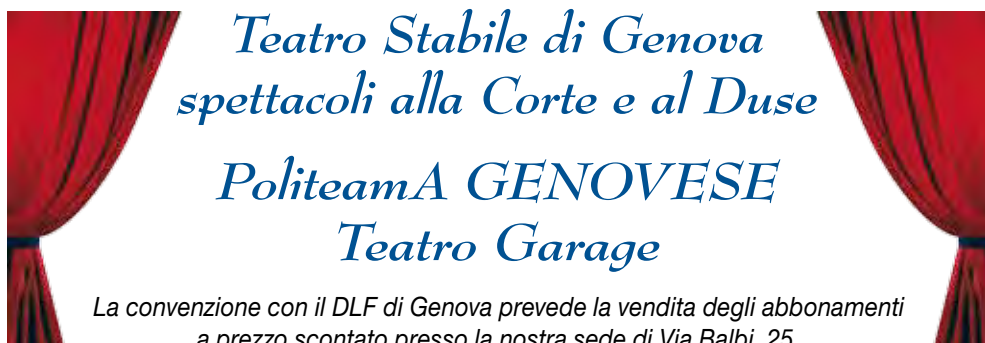 Teatro Stabile di Genova
spettacoli alla Corte e al Duse
PoliteamA GENOVESE
Teatro Garage
La convenzione con il DLF di Genova prevede la vendita degli abbonamenti
a prezzo scontato presso la nostra sede di Via Balbi, 25